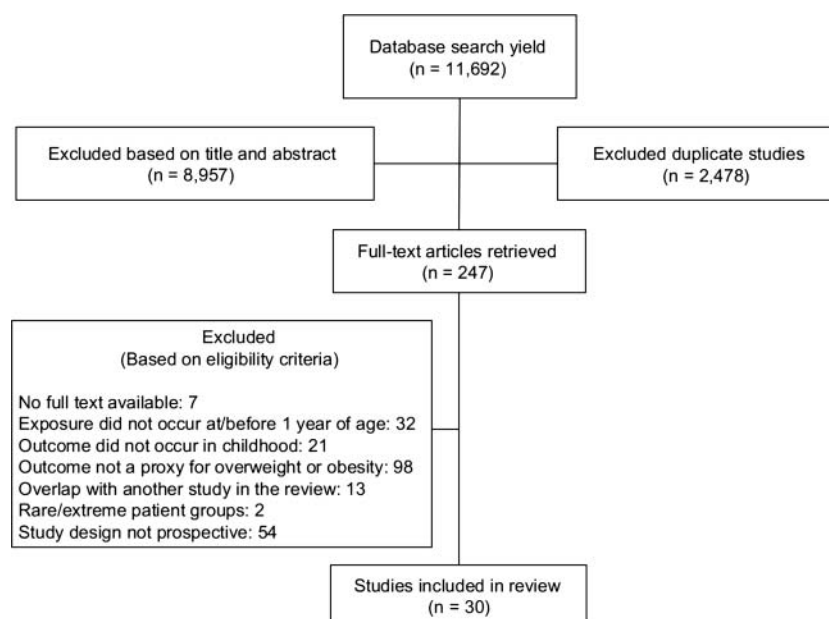 Database search yield
(n = 11,692)
Excluded based on title and abstract
(n = 8,957)
Excluded duplicate studies
(n = 2,478)
Full-text articles retrieved
(n = 247)
Excluded
(Based on eligibility criteria)
No full text available: 7
Exposure did not occur at/before 1 year of age: 32
Outcome did not occur in childhood: 21
Outcome not a proxy for overweight or obesity: 98
Overlap with another study in the review: 13
Rare/extreme patient groups: 2
Study design not prospective: 54
Studies included in review
(n = 30)